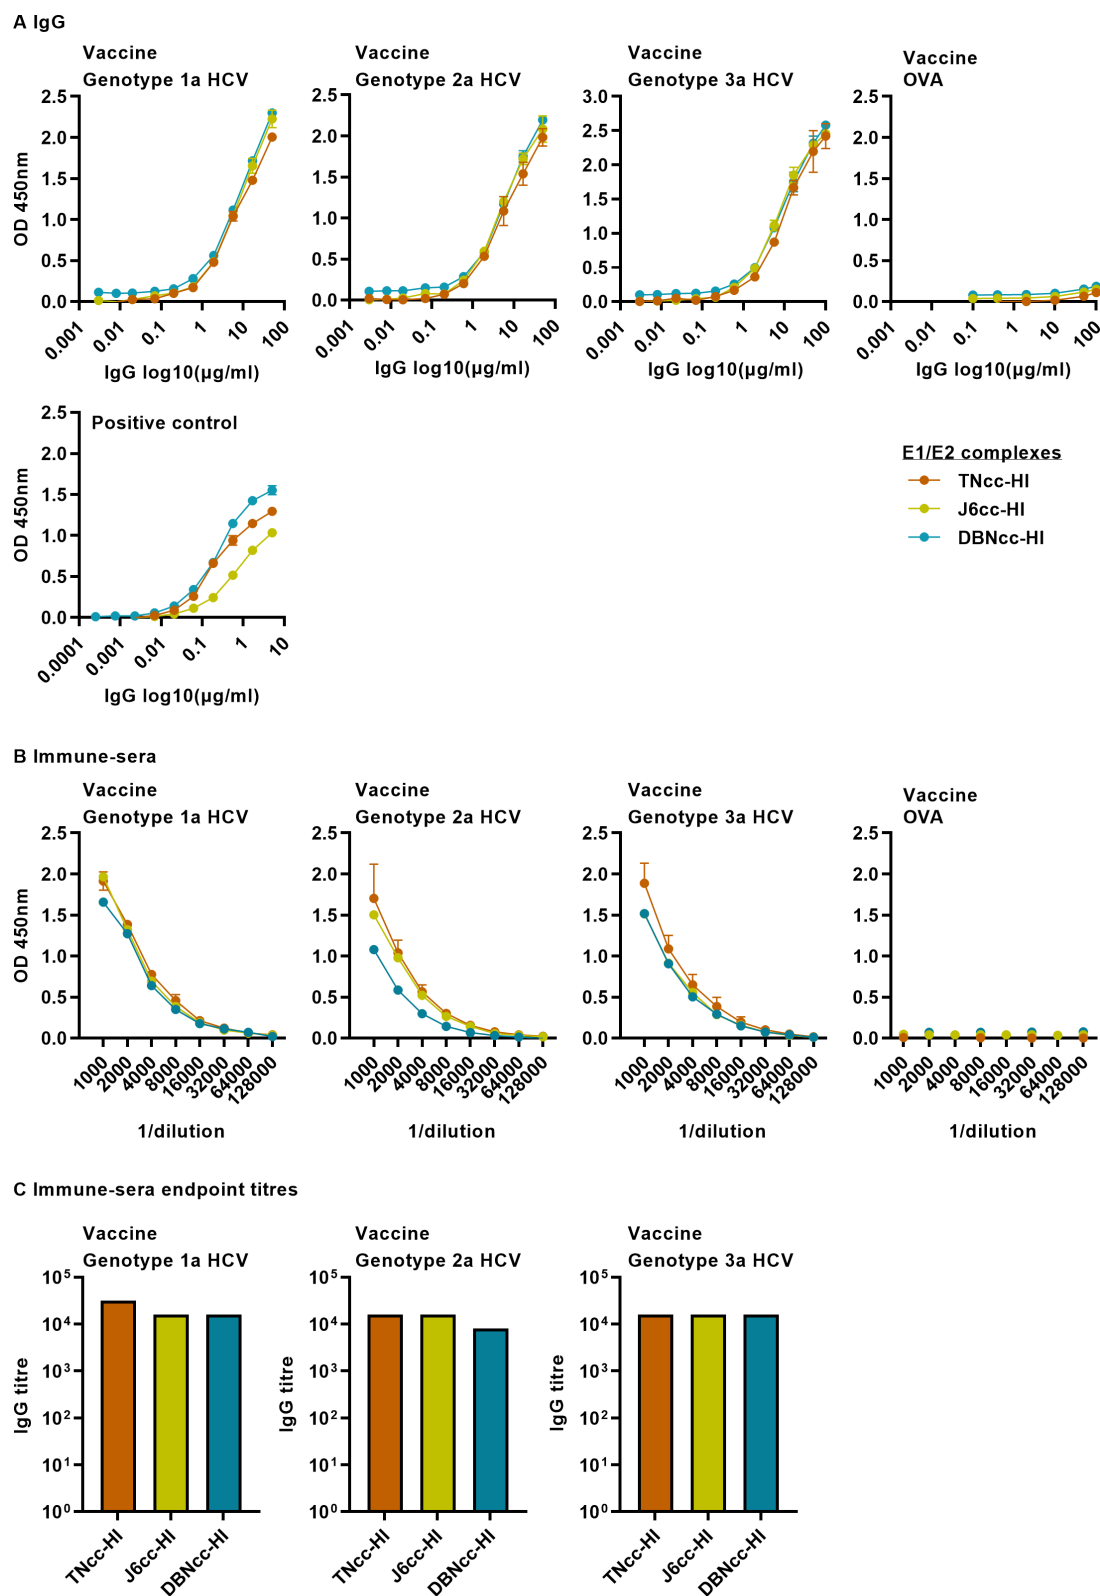 A IgG
Vaccine
Genotype 1a HCV
Vaccine
Genotype 2a HCV
Vaccine
Genotype 3a HCV
Vaccine
OVA
OD 450nm
2.5
2.0
1.5
1.0
0.5
0.0
0.001
0.01
0.1
1
10
100
IgG log10(µg/ml)
2.5
2.0
1.5
1.0
0.5
0.0
0.001
0.01
0.1
1
10
100
IgG log10(µg/ml)
3.0
2.5
2.0
1.5
1.0
0.5
0.0
0.001
0.01
0.1
1
10
100
IgG log10(µg/ml)
2.5
2.0
1.5
1.0
0.5
0.0
0.001
0.01
0.1
1
10
100
IgG log10(µg/ml)
Positive control
OD 450nm
2.5
2.0
1.5
1.0
0.5
0.0
0.0001
0.001
0.01
0.1
1
10
IgG log10(µg/ml)
E1/E2 complexes
TNcc-HI
J6cc-HI
DBNcc-HI
B Immune-sera
Vaccine
Genotype 1a HCV
Vaccine
Genotype 2a HCV
Vaccine
Genotype 3a HCV
Vaccine
OVA
OD 450nm
2.5
2.0
1.5
1.0
0.5
0.0
1000
2000
4000
8000
16000
32000
64000
128000
1/dilution
2.5
2.0
1.5
1.0
0.5
0.0
1000
2000
4000
8000
16000
32000
64000
128000
1/dilution
2.5
2.0
1.5
1.0
0.5
0.0
1000
2000
4000
8000
16000
32000
64000
128000
1/dilution
2.5
2.0
1.5
1.0
0.5
0.0
1000
2000
4000
8000
16000
32000
64000
128000
1/dilution
C Immune-sera endpoint titres
Vaccine
Genotype 1a HCV
Vaccine
Genotype 2a HCV
Vaccine
Genotype 3a HCV
IgG titre
10⁵
10⁴
10³
10²
10¹
10⁰
TNcc-HI
J6cc-HI
DBNcc-HI
IgG titre
10⁵
10⁴
10³
10²
10¹
10⁰
TNcc-HI
J6cc-HI
DBNcc-HI
IgG titre
10⁵
10⁴
10³
10²
10¹
10⁰
TNcc-HI
J6cc-HI
DBNcc-HI